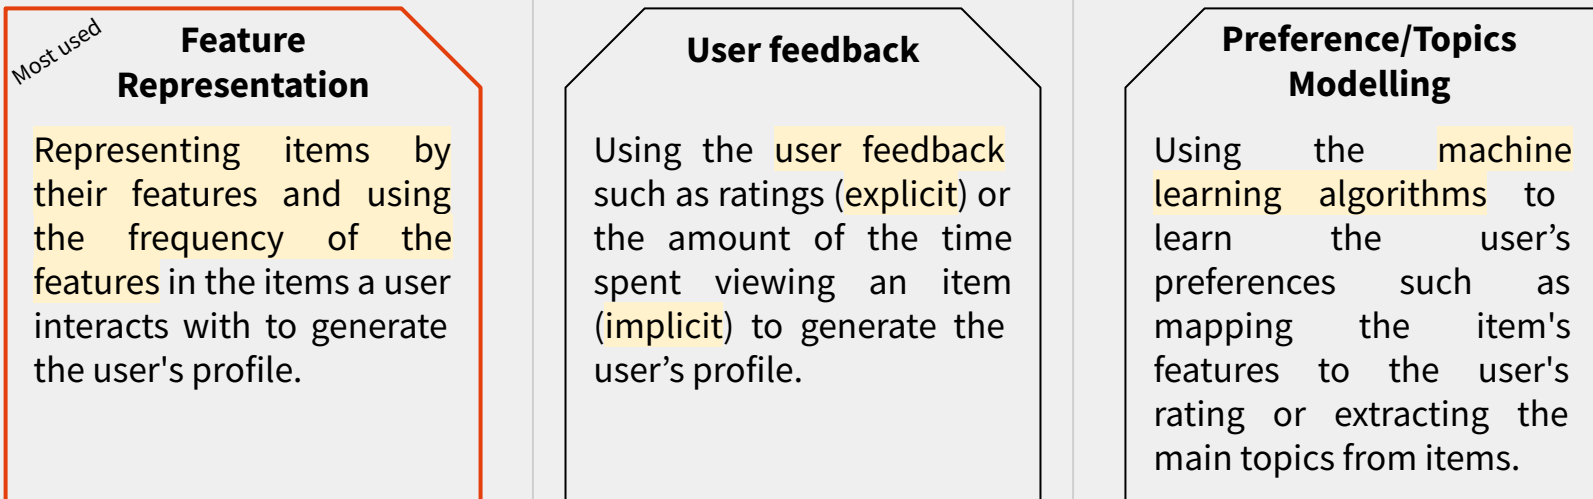 Most used
Feature
Representation
Representing items by
their features and using
the frequency of the
features in the items a user
interacts with to generate
the user's profile.
User feedback
Using the user feedback
such as ratings (explicit) or
the amount of the time
spent viewing an item
(implicit) to generate the
user’s profile.
Preference/Topics
Modelling
Using the machine
learning algorithms to
learn the user’s
preferences such as
mapping the item's
features to the user's
rating or extracting the
main topics from items.